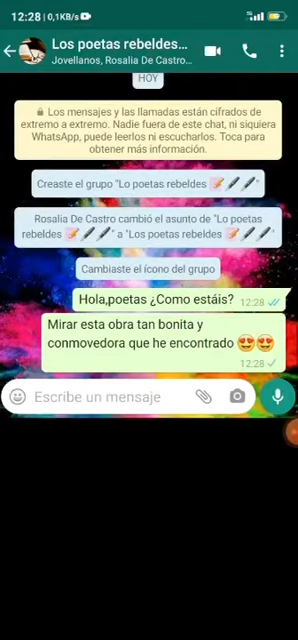 12:28 | 0,1KB/s
Los poetas rebeldes...
Jovellanos, Rosalia De Castro...
HOY
Los mensajes y las llamadas están cifrados de
extremo a extremo. Nadie fuera de este chat, ni siquiera
WhatsApp, puede leerlos ni escucharlos. Toca para
obtener más información.
Creaste el grupo "Lo poetas rebeldes 📝🖊🖊"
Rosalia De Castro cambió el asunto de "Lo poetas
rebeldes 📝🖊🖊" a "Los poetas rebeldes 📝🖊🖊"
Cambiaste el ícono del grupo
Hola,poetas ¿Como estáis? 12:28
Mirar esta obra tan bonita y
conmovedora que he encontrado 😍😍
12:28
Escribe un mensaje